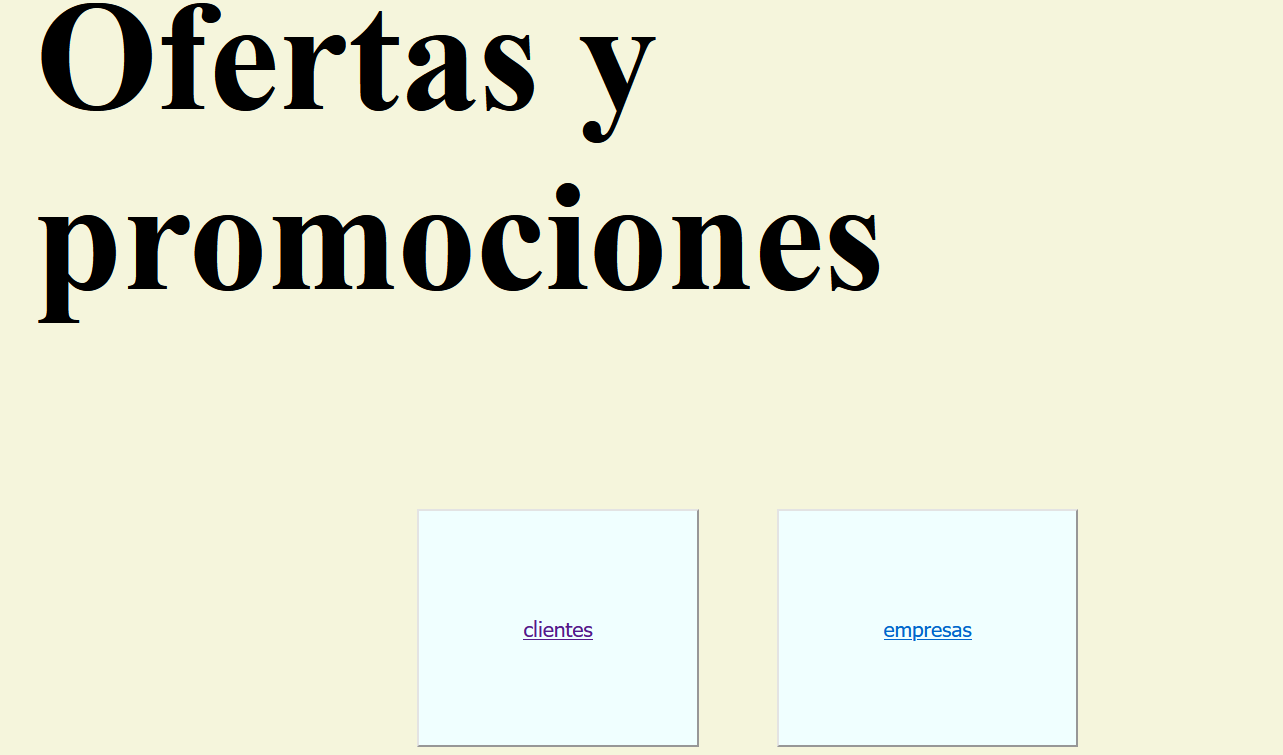 Ofertas y
promociones
clientes
empresas